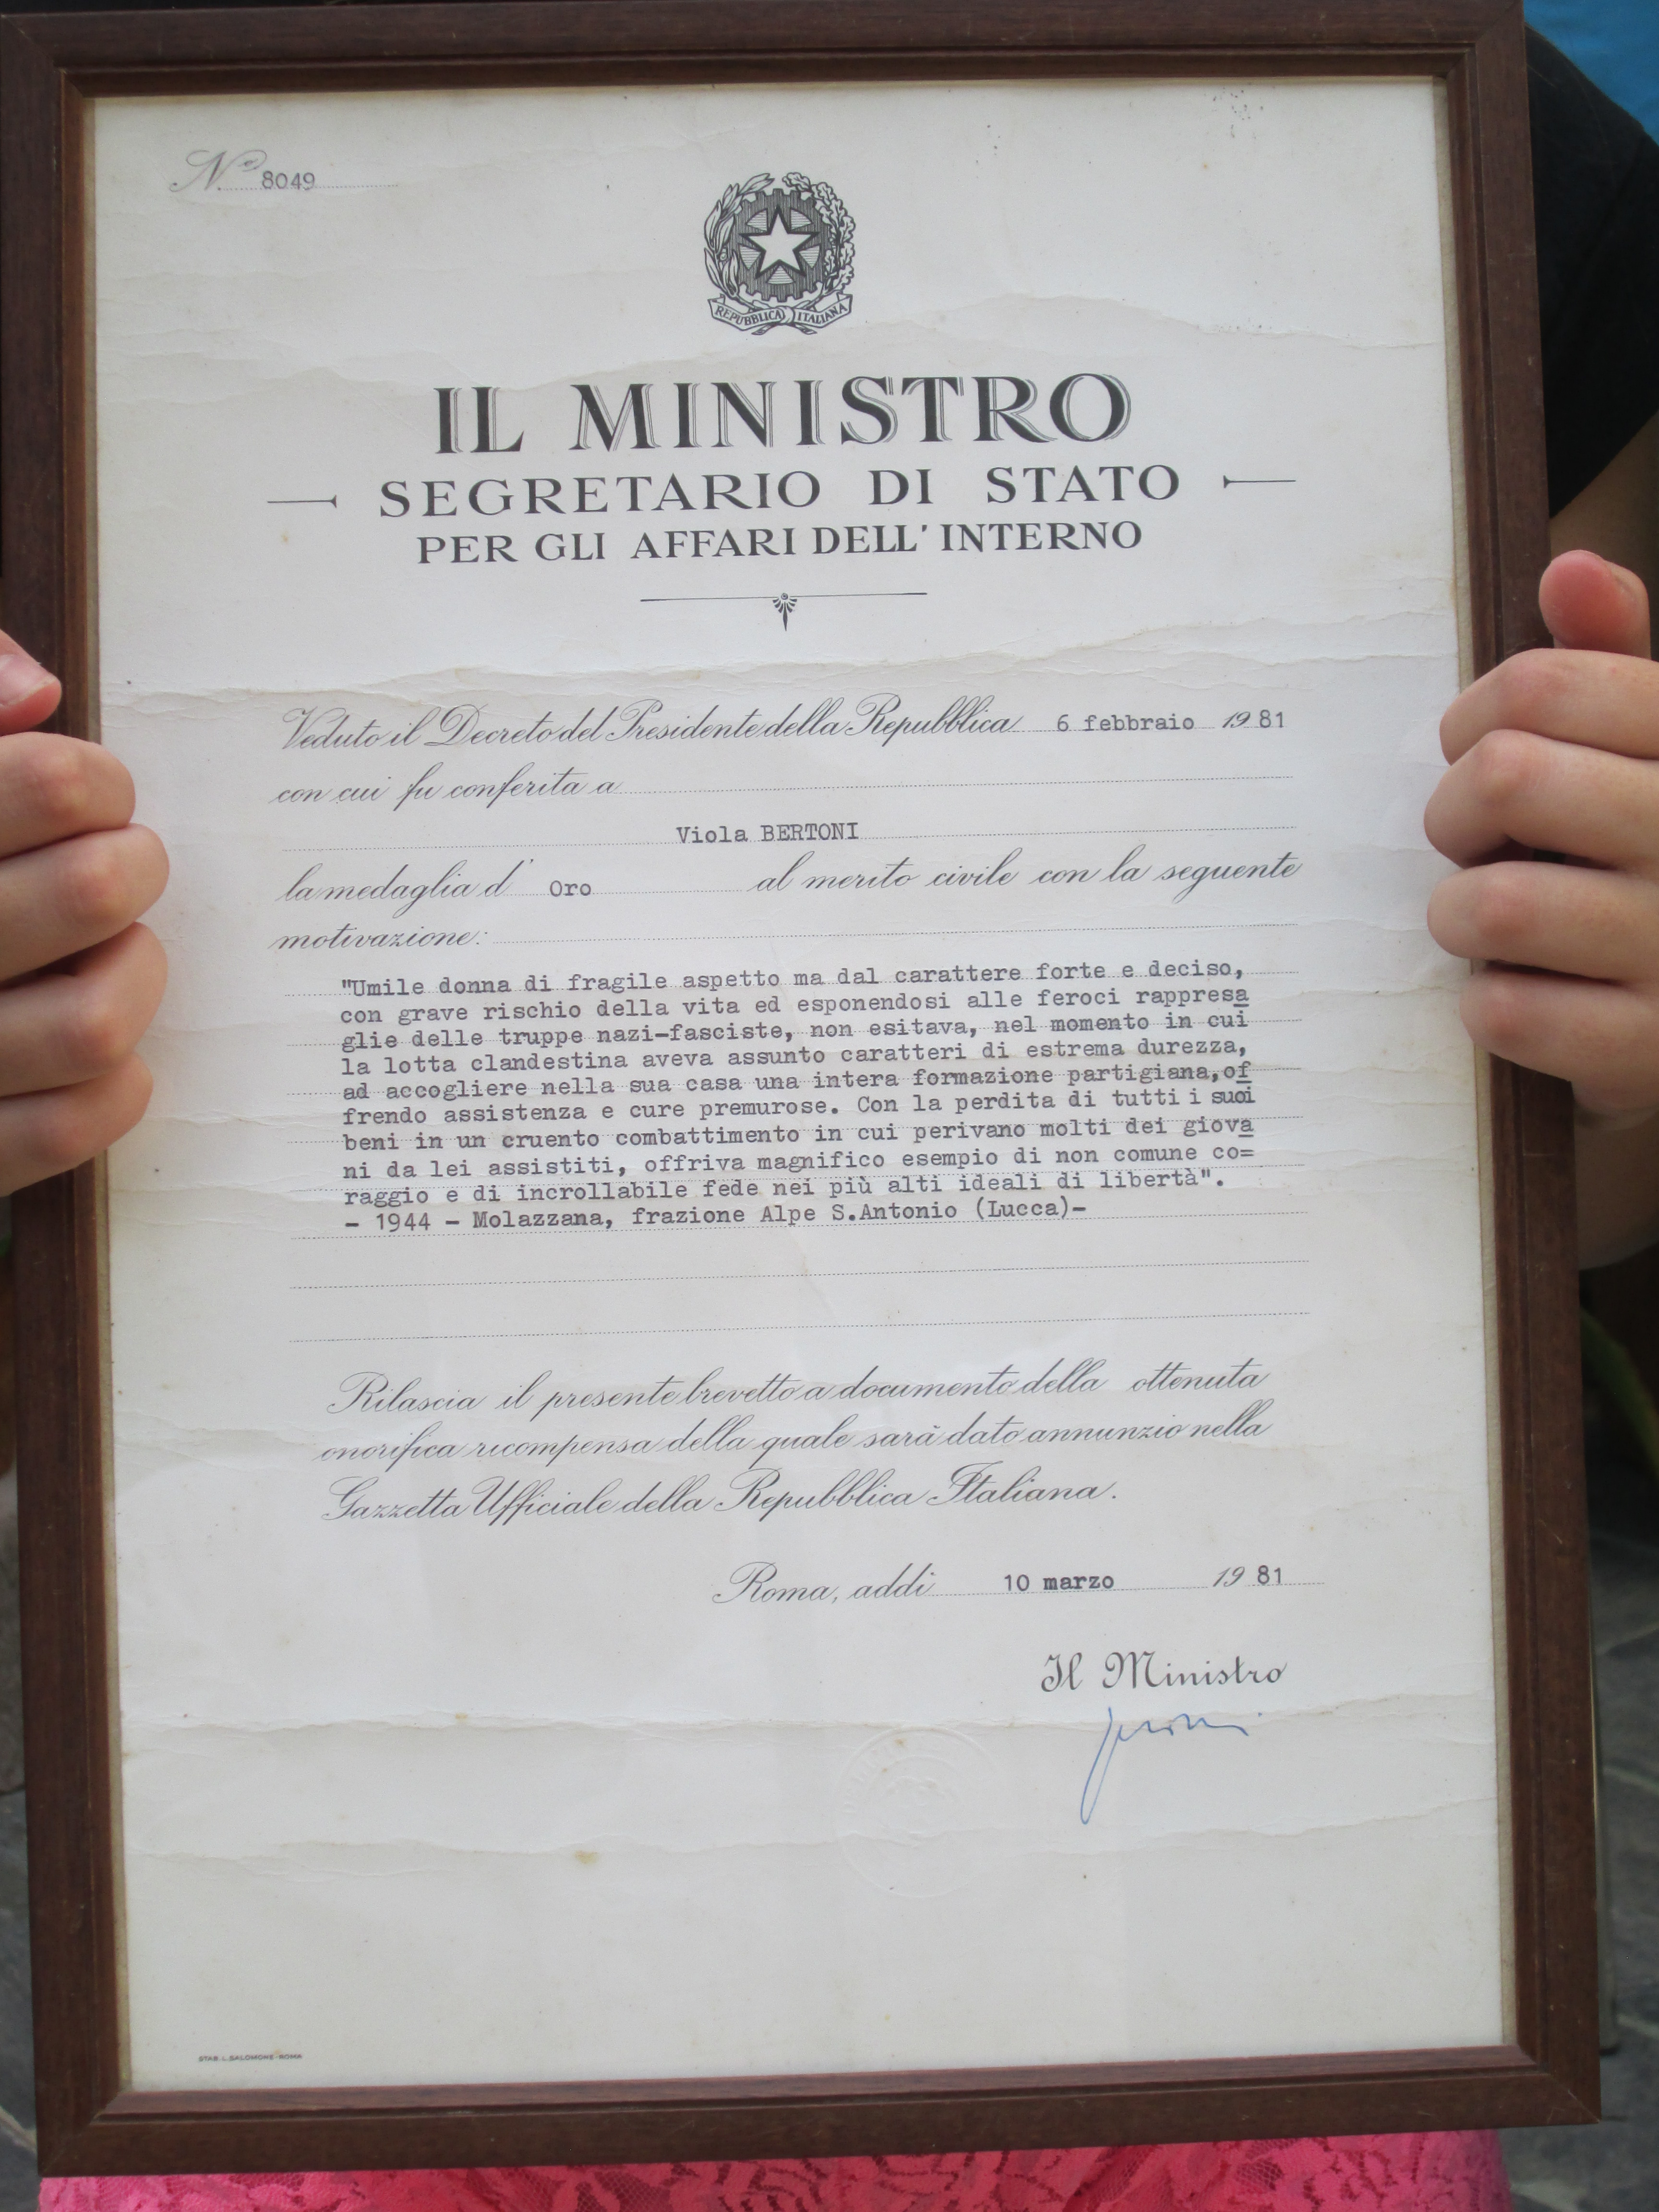 Nº 8049
REPUBBLICA ITALIANA
IL MINISTRO
SEGRETARIO DI STATO
PER GLI AFFARI DELL'INTERNO
Veduto il Decreto del Presidente della Repubblica 6 febbraio 1981
con cui fu conferita a
Viola BERTONI
la medaglia d' Oro al merito civile con la seguente
motivazione:
"Umile donna di fragile aspetto ma dal carattere forte e deciso,
con grave rischio della vita ed esponendosi alle feroci rappresa
glie delle truppe nazi-fasciste, non esitava, nel momento in cui
la lotta clandestina aveva assunto caratteri di estrema durezza,
ad accogliere nella sua casa una intera formazione partigiana,of
frendo assistenza e cure premurose. Con la perdita di tutti i suoi
beni in un cruento combattimento in cui perivano molti dei giova
ni da lei assistiti, offriva magnifico esempio di non comune co=
raggio e di incrollabile fede nei più alti ideali di libertà".
- 1944 - Molazzana, frazione Alpe S.Antonio (Lucca)-
Rilascia il presente brevetto a documento della ottenuta
onorifica ricompensa della quale sarà dato annunzio nella
Gazzetta Ufficiale della Repubblica Italiana.
Roma, addì 10 marzo 1981
Il Ministro
STAB. L. SALOMONE - ROMA